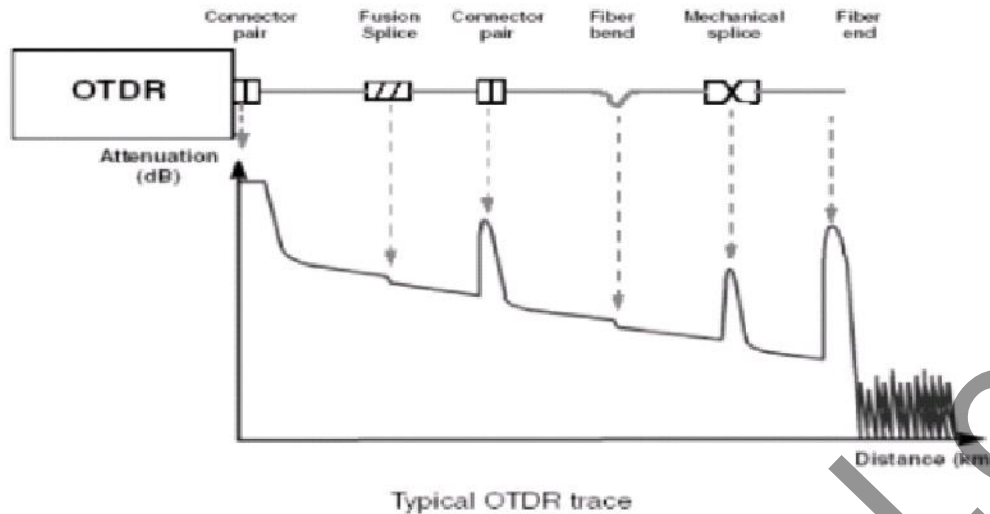 Connector pair
Fusion Splice
Connector pair
Fiber bend
Mechanical splice
Fiber end
OTDR
Attenuation
(dB)
Distance (km
Typical OTDR trace